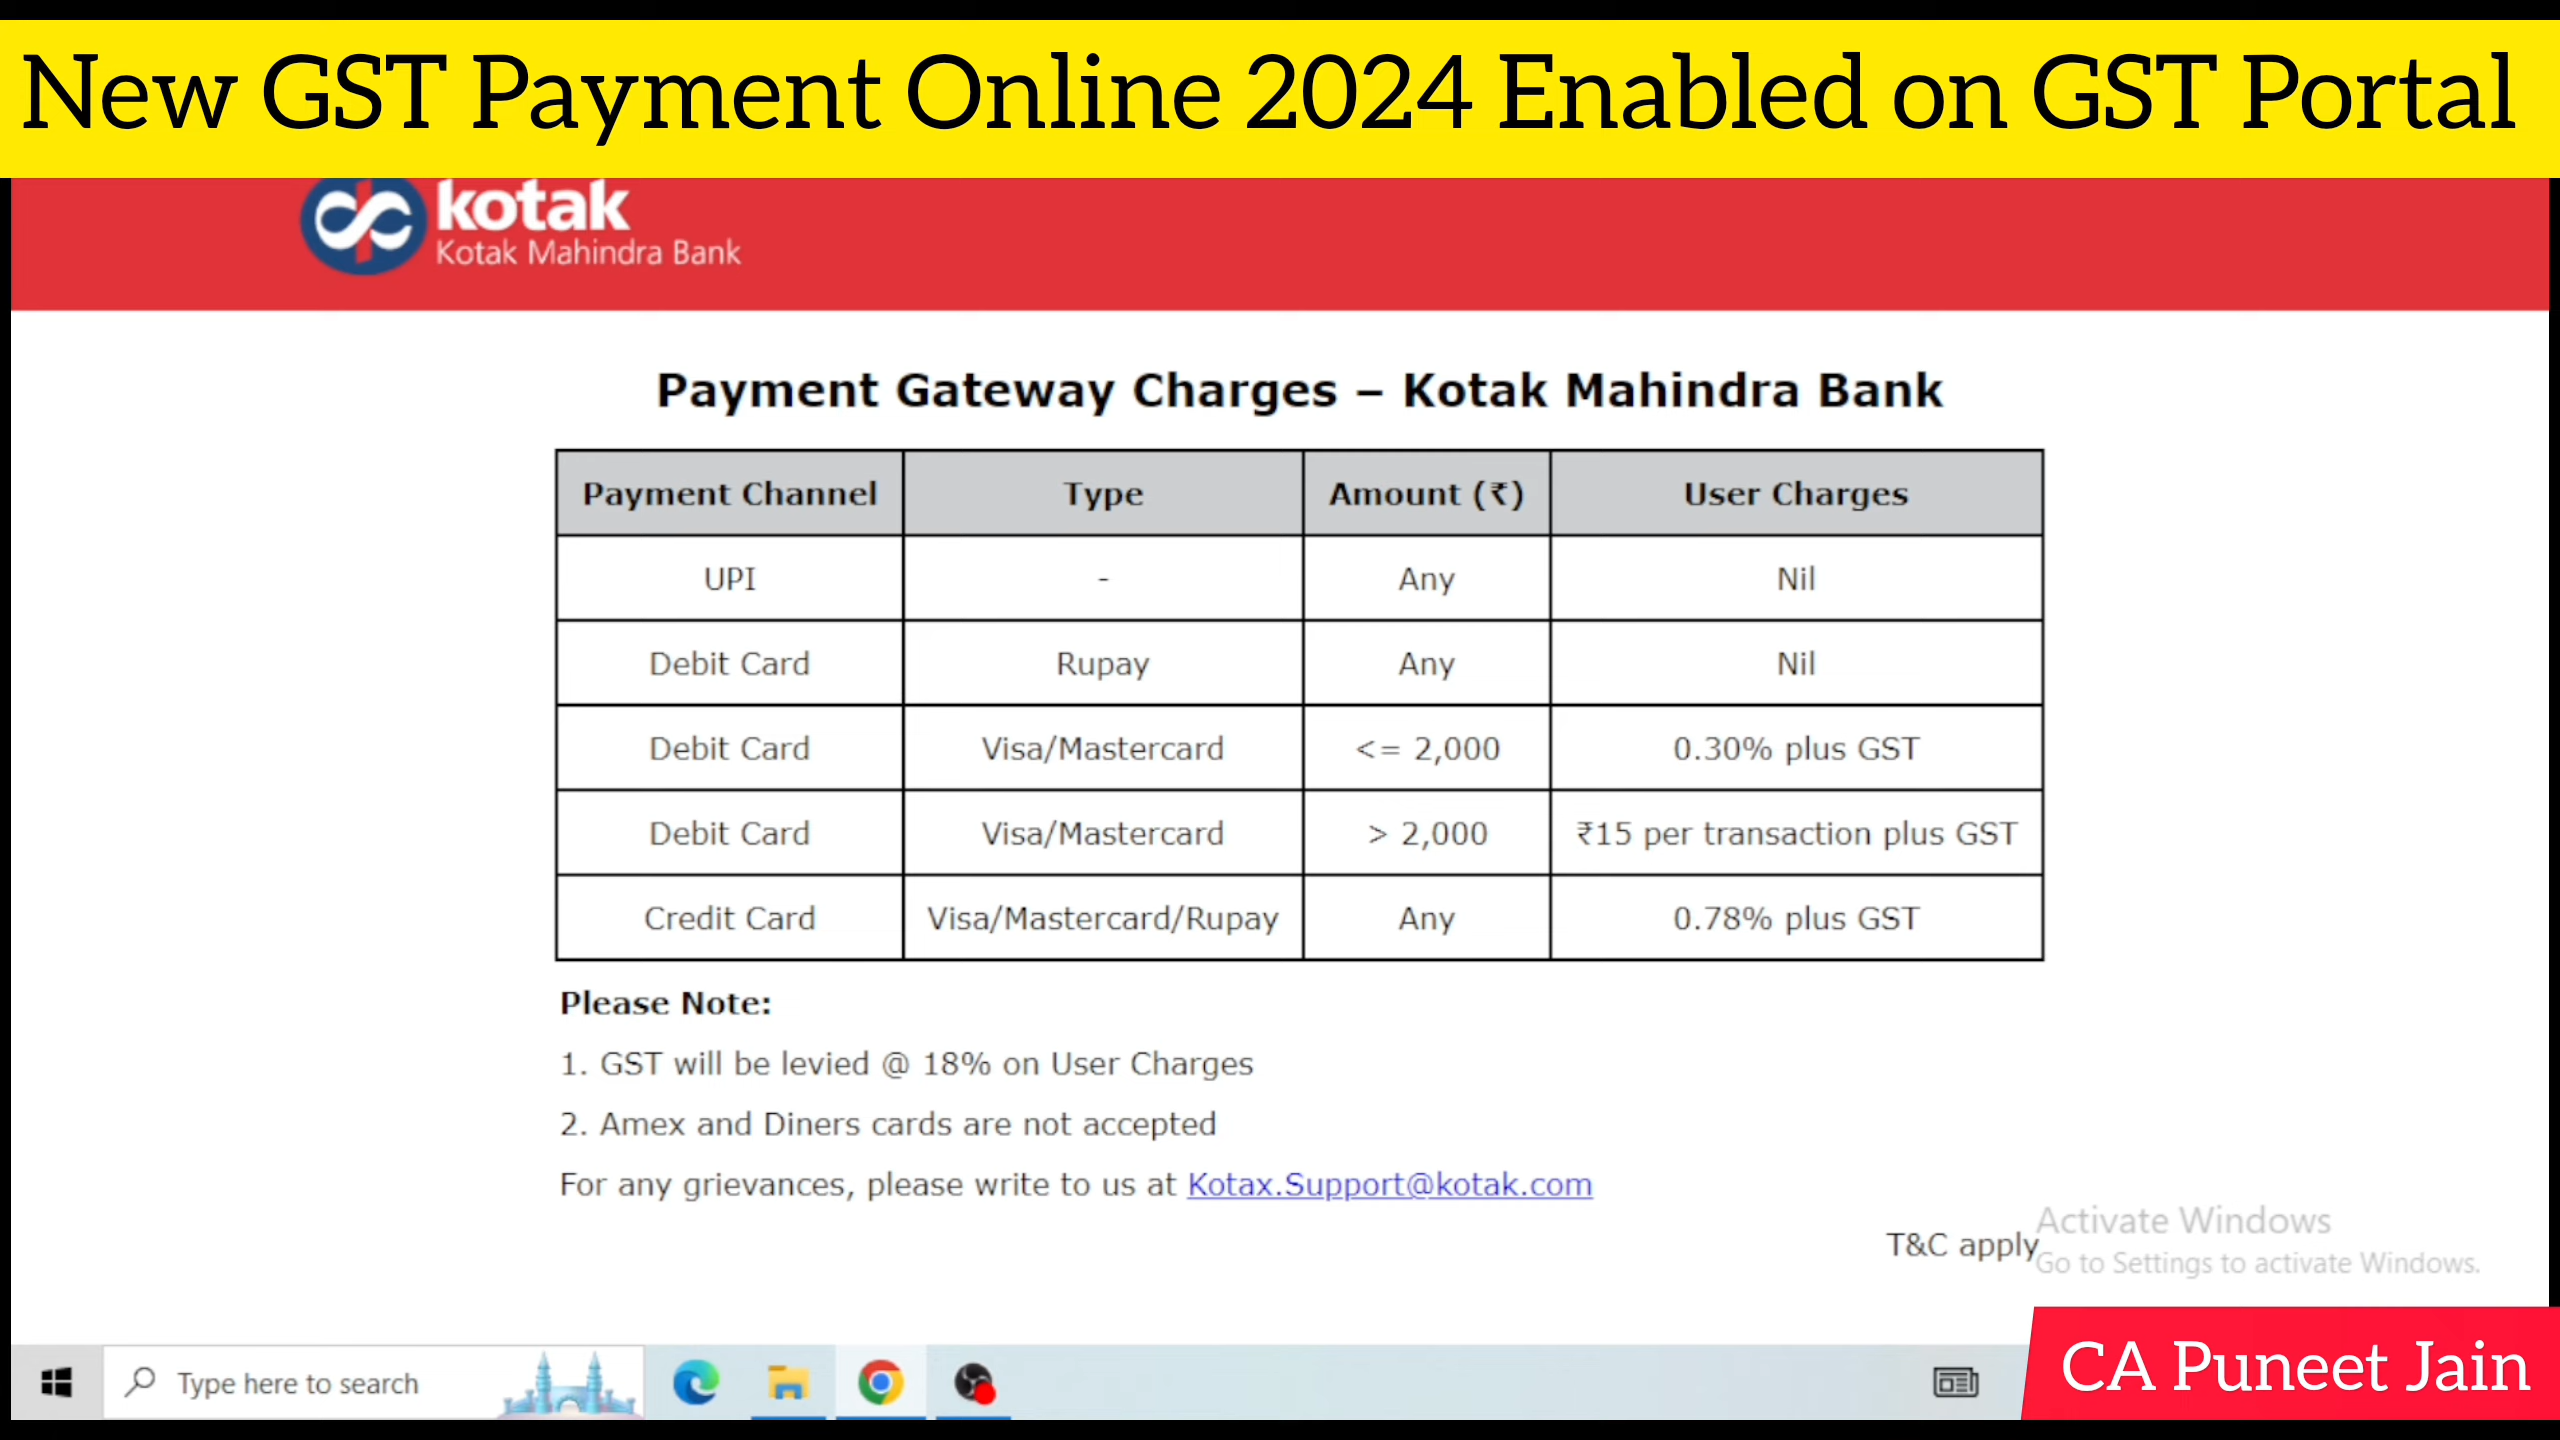 New GST Payment Online 2024 Enabled on GST Portal
kotak
Kotak Mahindra Bank
Payment Gateway Charges – Kotak Mahindra Bank
Payment Channel Type Amount (₹) User Charges
UPI - Any Nil
Debit Card Rupay Any Nil
Debit Card Visa/Mastercard <= 2,000 0.30% plus GST
Debit Card Visa/Mastercard > 2,000 ₹15 per transaction plus GST
Credit Card Visa/Mastercard/Rupay Any 0.78% plus GST
Please Note:
1. GST will be levied @ 18% on User Charges
2. Amex and Diners cards are not accepted
For any grievances, please write to us at Kotax.Support@kotak.com
T&C apply
Activate Windows
Go to Settings to activate Windows.
Type here to search
CA Puneet Jain